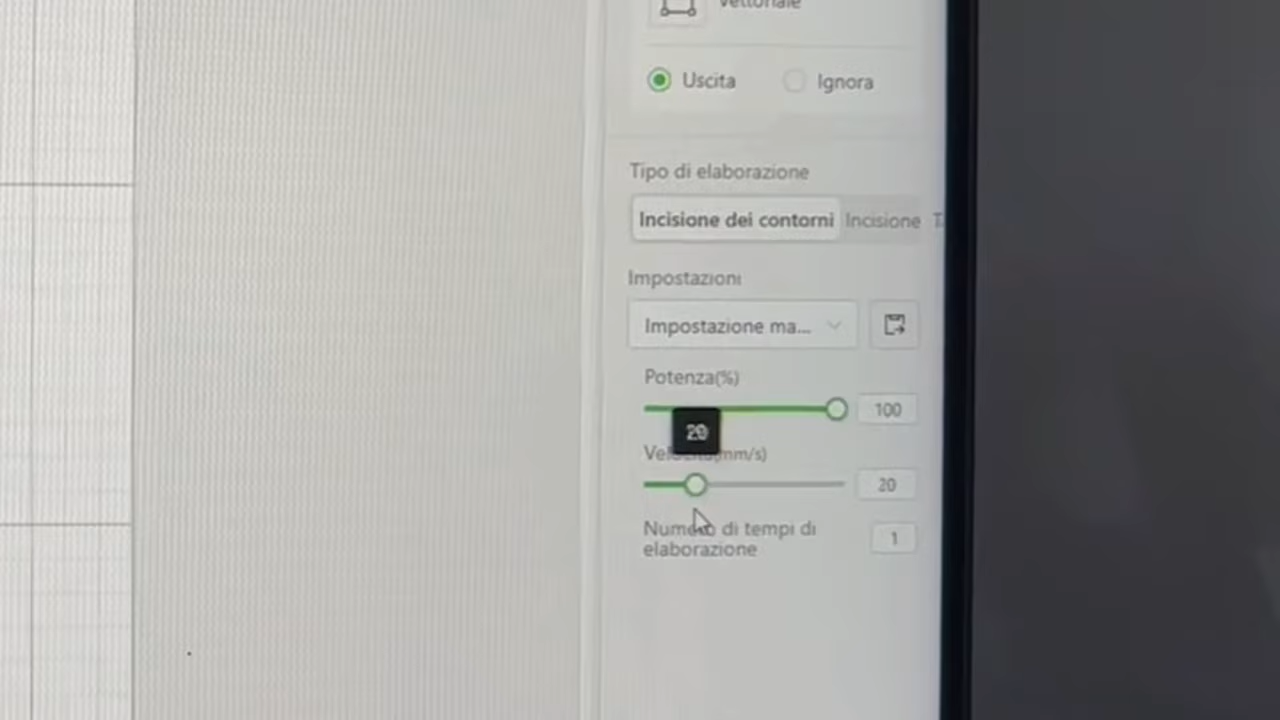 Vettoriale
Uscita
Ignora
Tipo di elaborazione
Incisione dei contorni
Incisione
Impostazioni
Impostazione ma...
Potenza(%)
100
20
mm/s)
20
Numero di tempi di
elaborazione
1